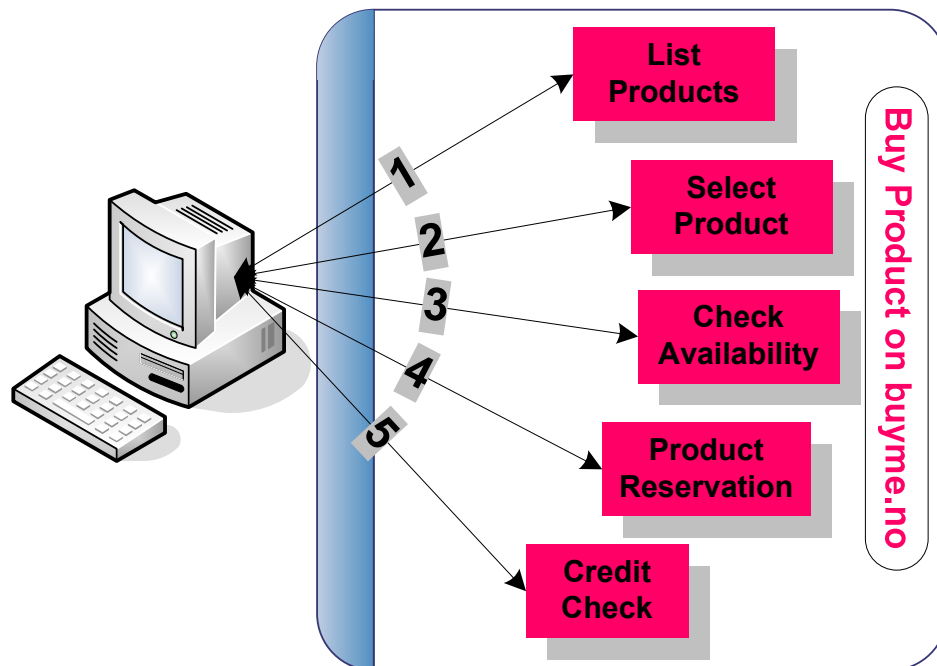 List
Products
1
Select
Product
2
Check
Availability
3
Product
Reservation
4
Credit
Check
5
Buy Product on buyme.no